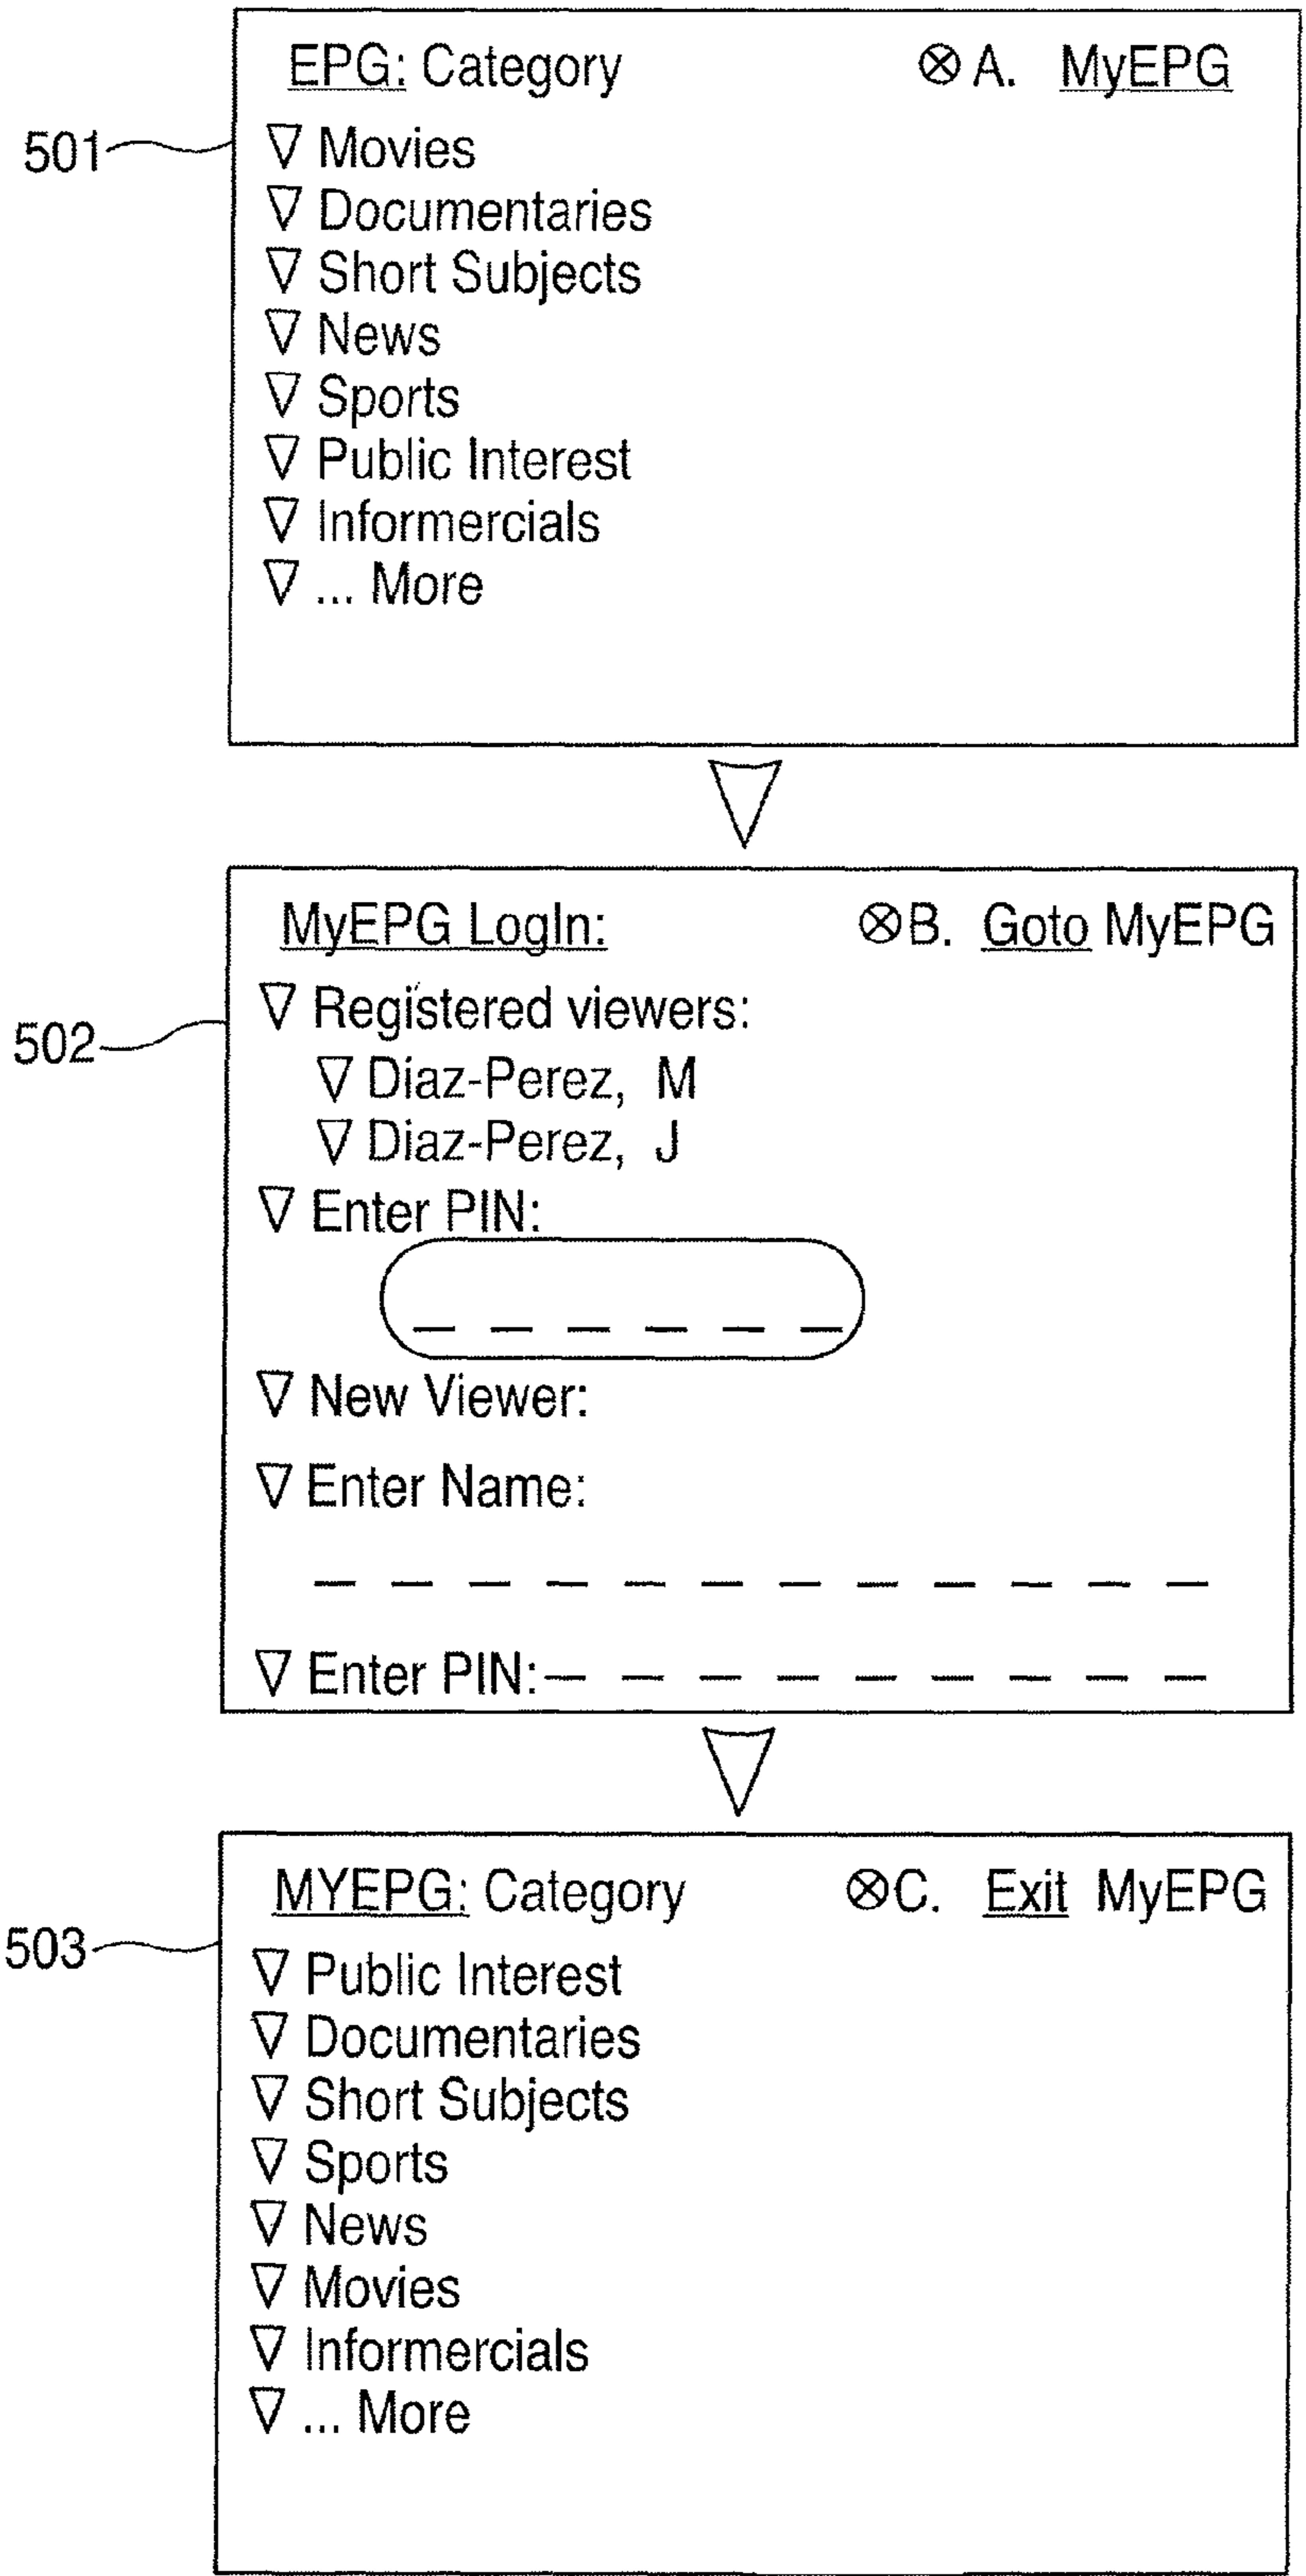 EPG: Category ⊗ A. MyEPG
501
▽ Movies
▽ Documentaries
▽ Short Subjects
▽ News
▽ Sports
▽ Public Interest
▽ Informercials
▽ ... More
MyEPG LogIn: ⊗B. Goto MyEPG
▽ Registered viewers:
502
▽ Diaz-Perez, M
▽ Diaz-Perez, J
▽ Enter PIN:
_ _ _ _ _ _
▽ New Viewer:
▽ Enter Name:
_ _ _ _ _ _ _ _ _ _ _ _
▽ Enter PIN: _ _ _ _ _ _ _ _ _
MYEPG: Category ⊗C. Exit MyEPG
503
▽ Public Interest
▽ Documentaries
▽ Short Subjects
▽ Sports
▽ News
▽ Movies
▽ Informercials
▽ ... More